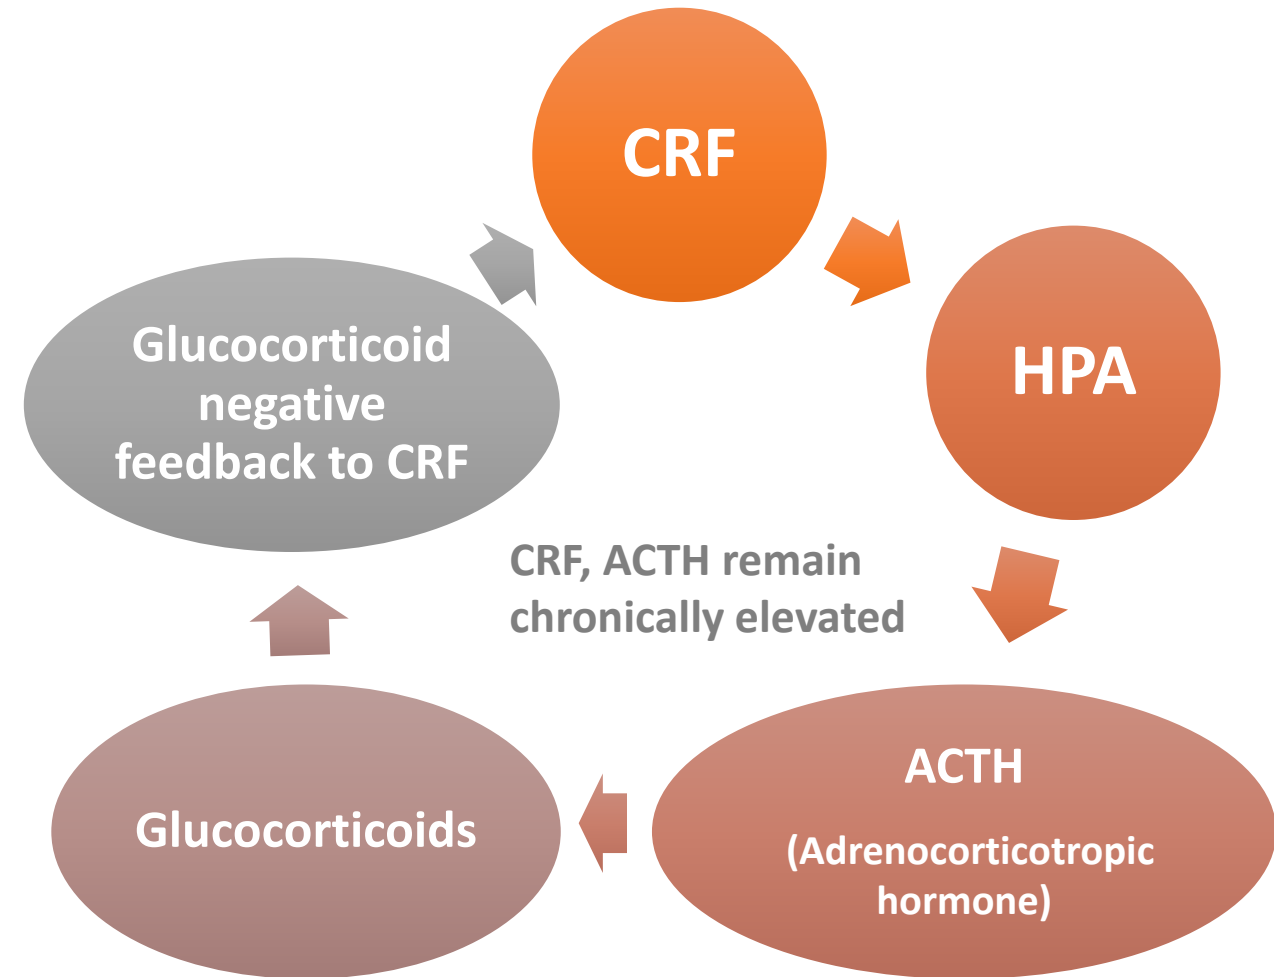 CRF
HPA
Glucocorticoid
negative
feedback to CRF
CRF, ACTH remain
chronically elevated
ACTH
(Adrenocorticotropic
hormone)
Glucocorticoids